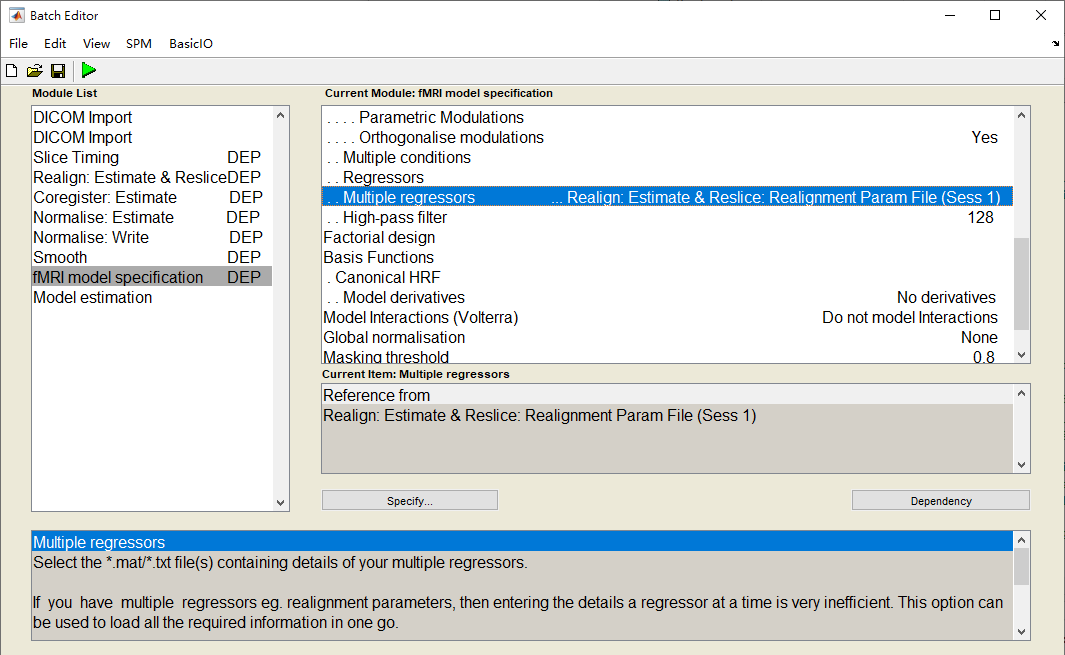 Batch Editor
File Edit View SPM BasicIO
Module List
DICOM Import
DICOM Import
Slice Timing DEP
Realign: Estimate & Reslice DEP
Coregister: Estimate DEP
Normalise: Estimate DEP
Normalise: Write DEP
Smooth DEP
fMRI model specification DEP
Model estimation
Current Module: fMRI model specification
. . . . Parametric Modulations
. . . . Orthogonalise modulations Yes
. . Multiple conditions
. . Regressors
. . Multiple regressors ... Realign: Estimate & Reslice: Realignment Param File (Sess 1)
. . High-pass filter 128
Factorial design
Basis Functions
. Canonical HRF
. . Model derivatives No derivatives
Model Interactions (Volterra) Do not model Interactions
Global normalisation None
Masking threshold 0.8
Current Item: Multiple regressors
Reference from
Realign: Estimate & Reslice: Realignment Param File (Sess 1)
Specify... Dependency
Multiple regressors
Select the *.mat/*.txt file(s) containing details of your multiple regressors.
If you have multiple regressors eg. realignment parameters, then entering the details a regressor at a time is very inefficient. This option can
be used to load all the required information in one go.